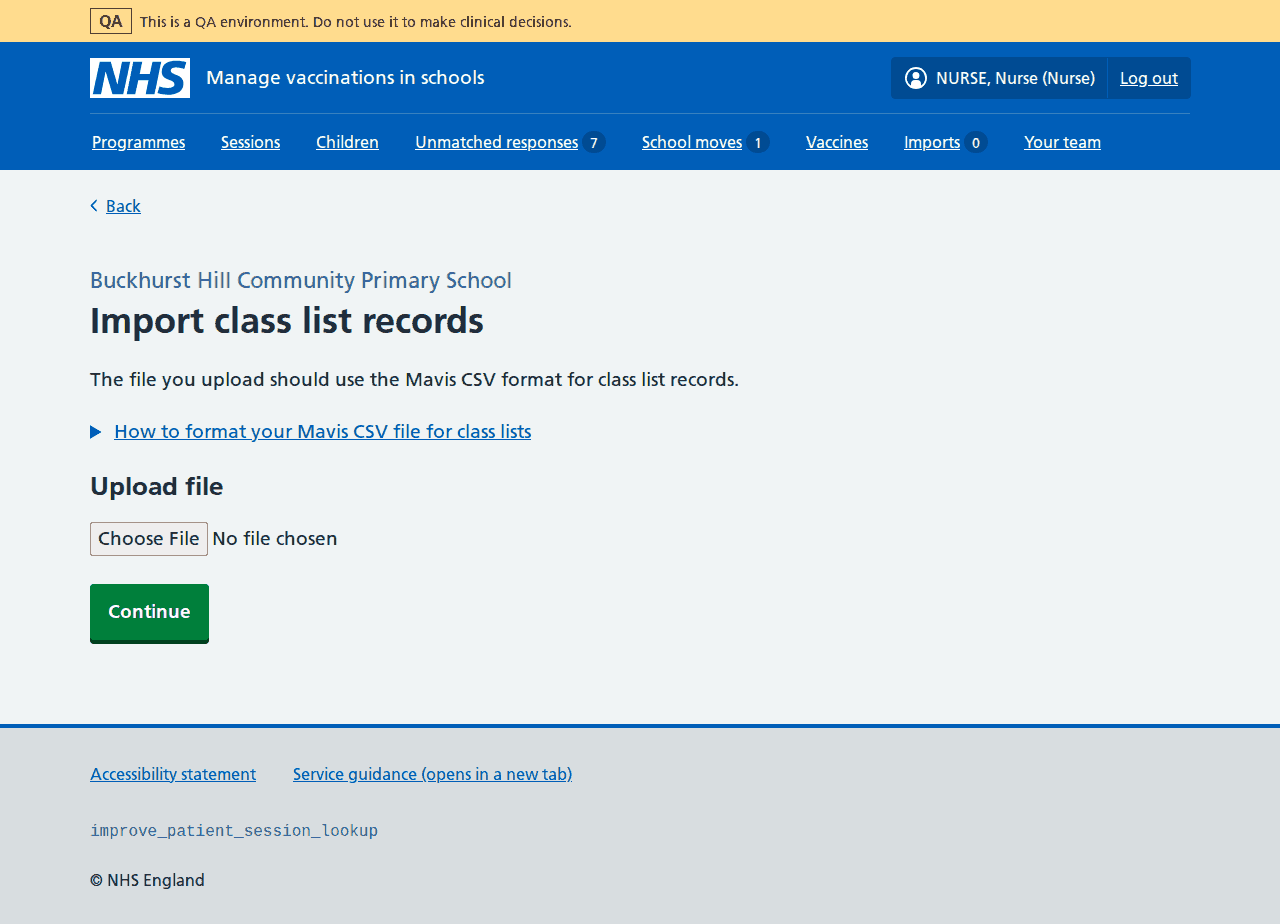 QA This is a QA environment. Do not use it to make clinical decisions.
NHS Manage vaccinations in schools NURSE, Nurse (Nurse) Log out
Programmes Sessions Children Unmatched responses 7 School moves 1 Vaccines Imports 0 Your team
Back
Buckhurst Hill Community Primary School
Import class list records
The file you upload should use the Mavis CSV format for class list records.
How to format your Mavis CSV file for class lists
Upload file
Choose File No file chosen
Continue
Accessibility statement Service guidance (opens in a new tab)
improve_patient_session_lookup
© NHS England